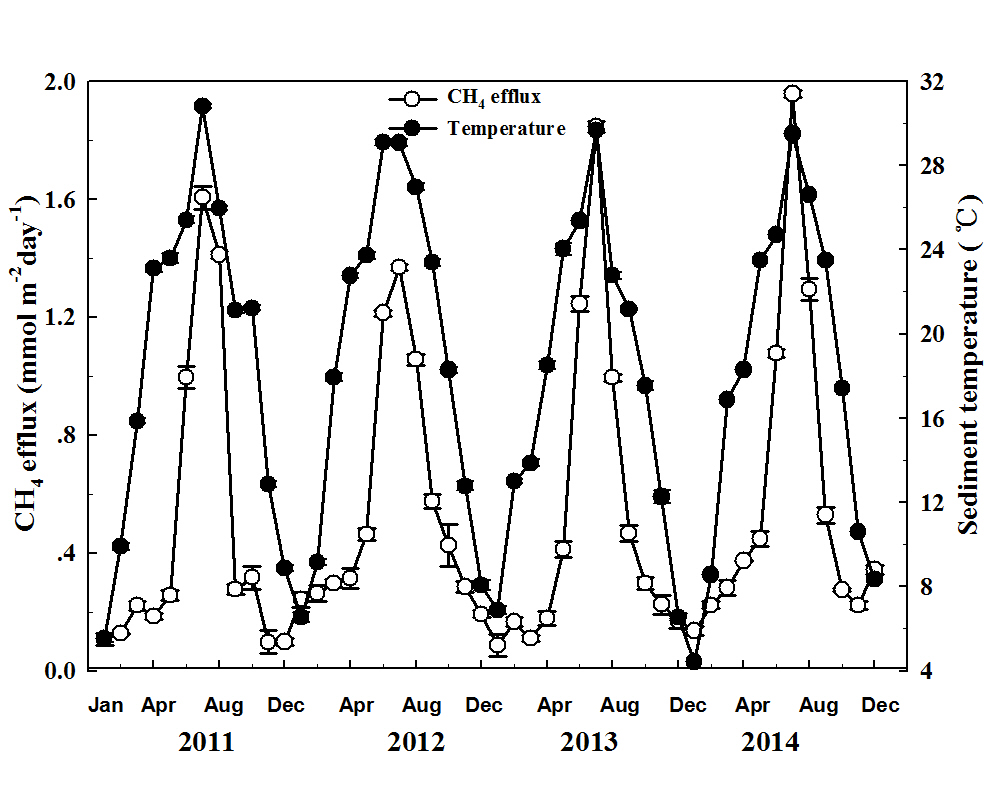 CH4 efflux
Temperature
CH4 efflux (mmol m-2day-1)
2.0
1.6
1.2
.8
.4
0.0
32
28
24
20
16
12
8
4
Sediment temperature ( ℃)
Jan Apr Aug Dec Apr Aug Dec Apr Aug Dec Apr Aug Dec
2011 2012 2013 2014